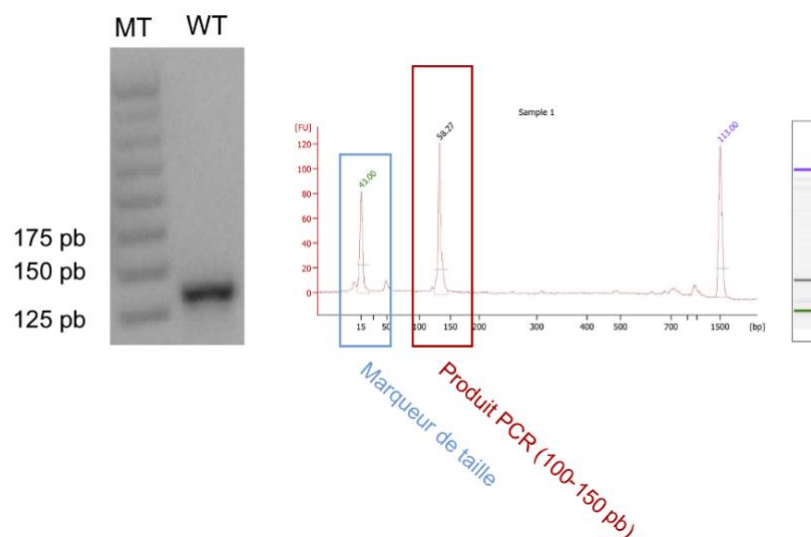 MT WT
175 pb
150 pb
125 pb
Sample 1
[FU]
120
100
80
60
40
20
0
43.00
58.27
113.00
15 50 100 150 200 300 400 500 700 1500 [bp]
Marqueur de taille
Produit PCR (100-150 pb)